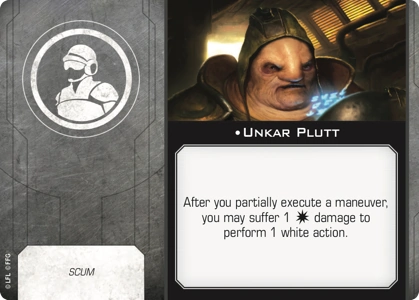 • UNKAR PLUTT
After you partially execute a maneuver,
you may suffer 1 damage to
perform 1 white action.
SCUM
© LFL © FFG